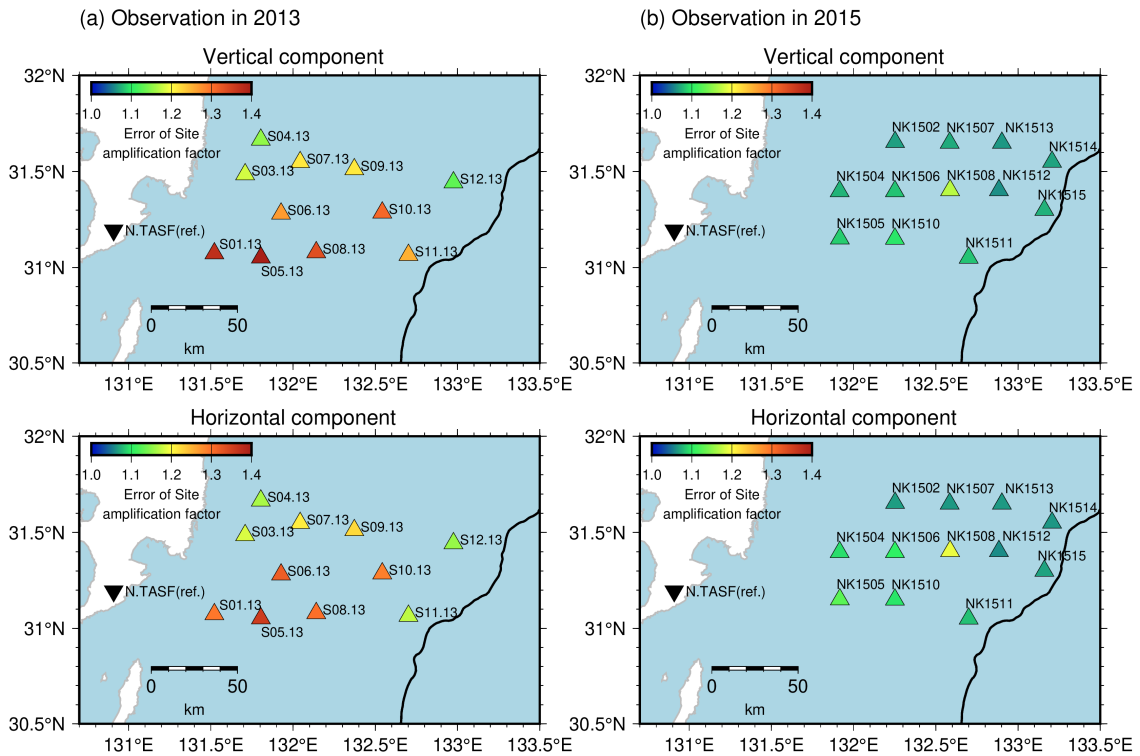 (a) Observation in 2013
(b) Observation in 2015
Vertical component
32°N
31.5°N
31°N
30.5°N
1.0 1.1 1.2 1.3 1.4
Error of Site
amplification factor
S04.13
S07.13
S09.13
S03.13
S12.13
S06.13
S10.13
N.TASF(ref.)
S01.13
S08.13
S11.13
S05.13
0 50
km
131°E 131.5°E 132°E 132.5°E 133°E 133.5°E
Vertical component
32°N
31.5°N
31°N
30.5°N
1.0 1.1 1.2 1.3 1.4
Error of Site
amplification factor
NK1502 NK1507 NK1513
NK1514
NK1504 NK1506 NK1508 NK1512
NK1515
N.TASF(ref.)
NK1505 NK1510
NK1511
0 50
km
131°E 131.5°E 132°E 132.5°E 133°E 133.5°E
Horizontal component
32°N
31.5°N
31°N
30.5°N
1.0 1.1 1.2 1.3 1.4
Error of Site
amplification factor
S04.13
S07.13
S09.13
S03.13
S12.13
S06.13
S10.13
N.TASF(ref.)
S01.13
S08.13
S11.13
S05.13
0 50
km
131°E 131.5°E 132°E 132.5°E 133°E 133.5°E
Horizontal component
32°N
31.5°N
31°N
30.5°N
1.0 1.1 1.2 1.3 1.4
Error of Site
amplification factor
NK1502 NK1507 NK1513
NK1514
NK1504 NK1506 NK1508 NK1512
NK1515
N.TASF(ref.)
NK1505 NK1510
NK1511
0 50
km
131°E 131.5°E 132°E 132.5°E 133°E 133.5°E